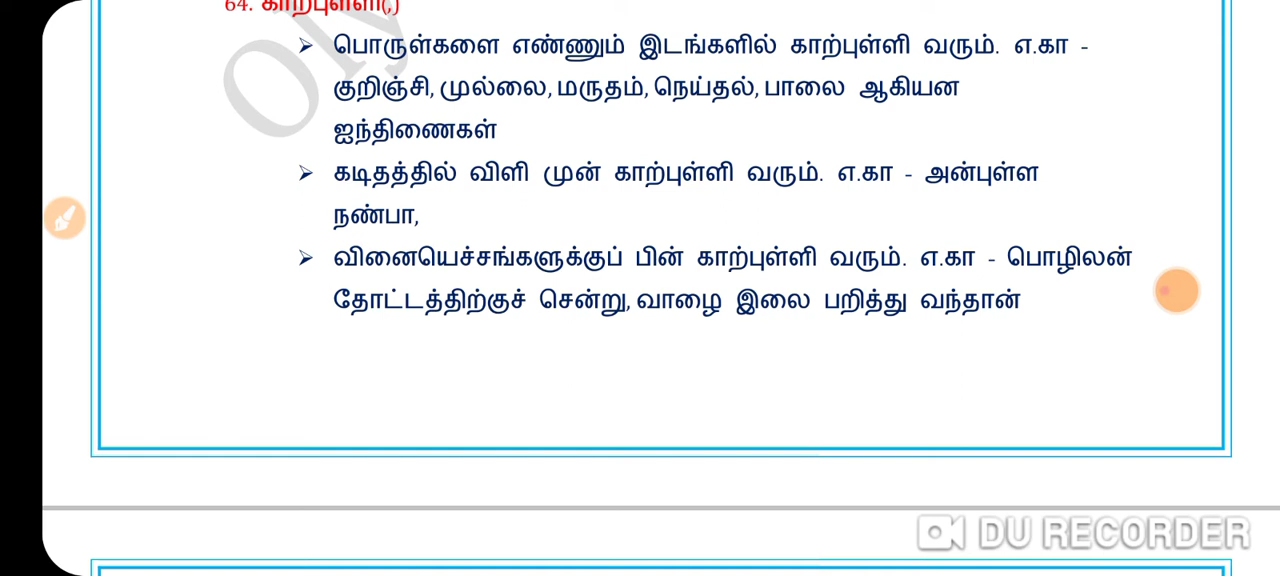 64. காற்புள்ளி(,)
➤ பொருள்களை எண்ணும் இடங்களில் காற்புள்ளி வரும். எ.கா -
குறிஞ்சி, முல்லை, மருதம், நெய்தல், பாலை ஆகியன
ஐந்திணைகள்
➤ கடிதத்தில் விளி முன் காற்புள்ளி வரும். எ.கா - அன்புள்ள
நண்பா,
➤ வினையெச்சங்களுக்குப் பின் காற்புள்ளி வரும். எ.கா - பொழிலன்
தோட்டத்திற்குச் சென்று, வாழை இலை பறித்து வந்தான்
DU RECORDER